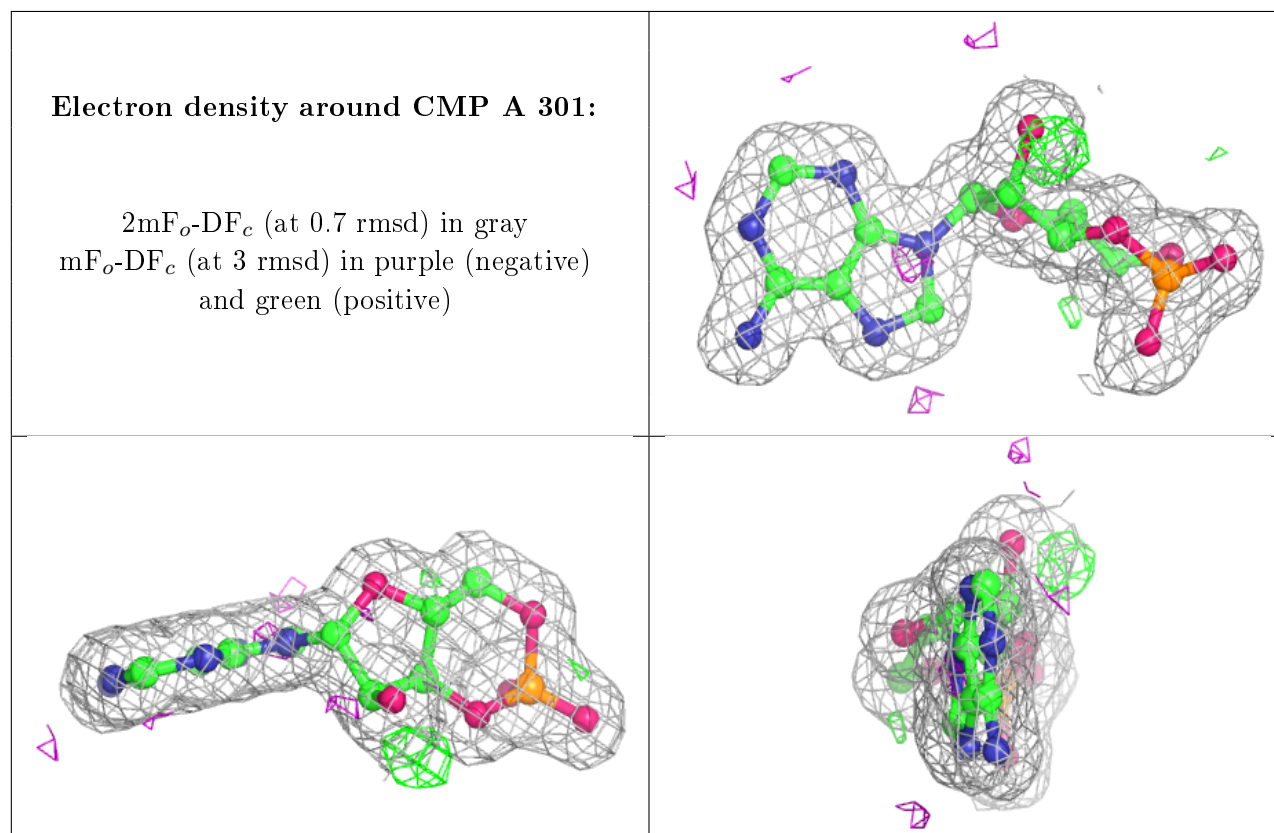 Electron density around CMP A 301:
2mFo-DFc (at 0.7 rmsd) in gray
mFo-DFc (at 3 rmsd) in purple (negative)
and green (positive)